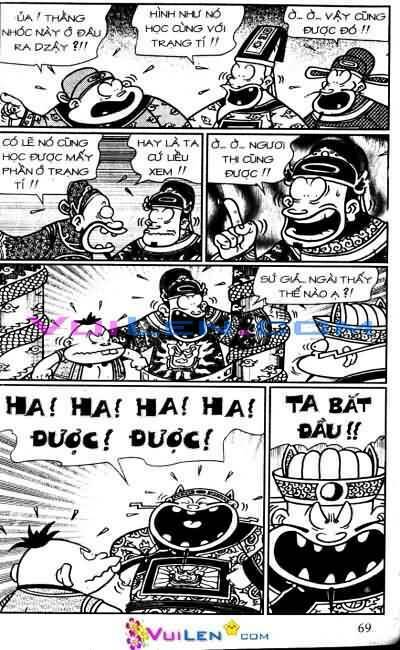 ỦA! THẰNG
NHÓC NÀY Ở ĐÂU
RA DZẬY ?!!
HÌNH NHƯ NÓ
HỌC CÙNG VỚI
TRẠNG TÍ !!
Ờ.. Ờ.. VẬY CŨNG
ĐƯỢC ĐÓ !!
CÓ LẼ NÓ CŨNG
HỌC ĐƯỢC MẤY
PHẦN Ở TRẠNG
TÍ !!
HAY LÀ TA
CỨ LIỀU
XEM !!
Ờ.. Ờ.. NGƯƠI
THI CŨNG
ĐƯỢC !!
SỨ GIẢ... NGÀI THẤY
THẾ NÀO Ạ ?!
VUILEN.COM
HA! HA! HA! HA!
ĐƯỢC! ĐƯỢC!
TA BẮT
ĐẦU !!
69
VUILEN.COM